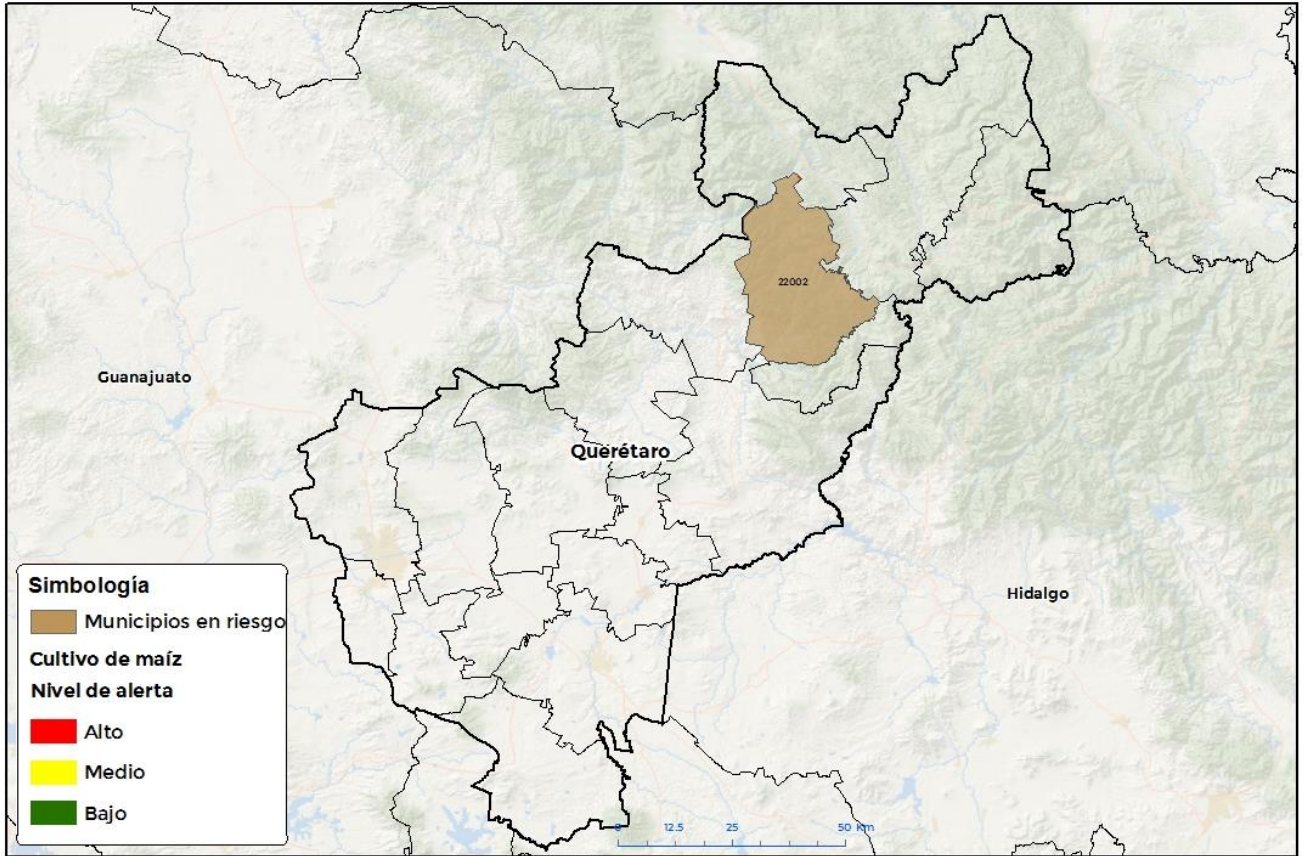 22002
Guanajuato
Querétaro
Hidalgo
Simbología
Municipios en riesgo
Cultivo de maíz
Nivel de alerta
Alto
Medio
Bajo
0 12.5 25 50 Km